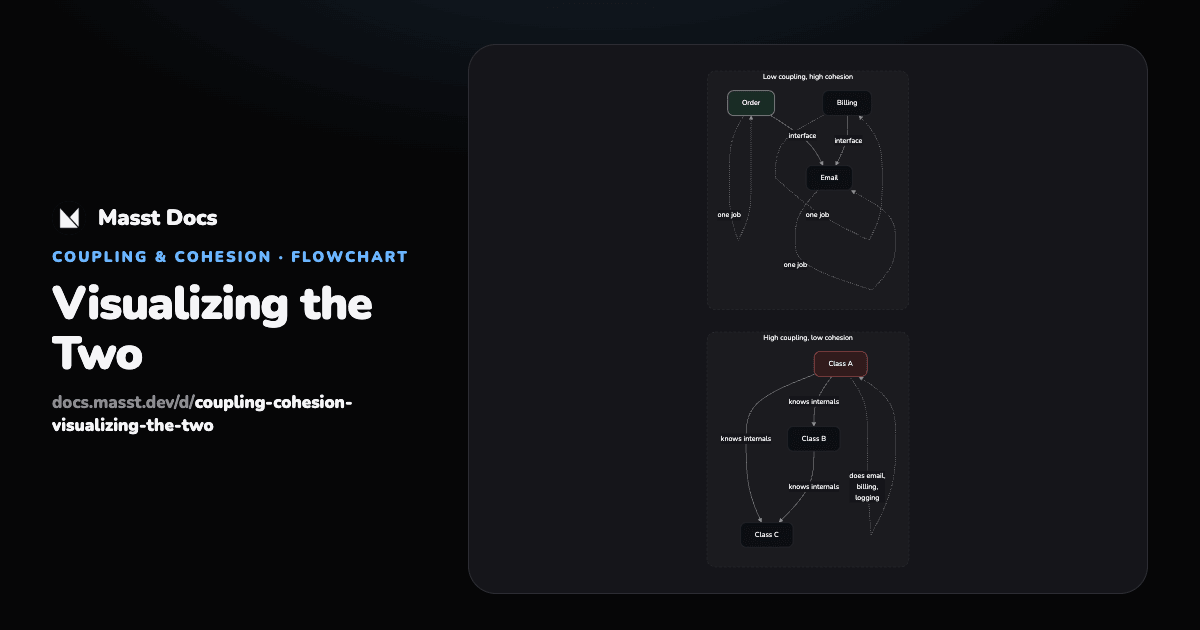 Masst Docs
COUPLING & COHESION · FLOWCHART
Visualizing the
Two
docs.masst.dev/d/coupling-cohesion-
visualizing-the-two
Low coupling, high cohesion
Order
Billing
interface
interface
Email
one job
one job
one job
High coupling, low cohesion
Class A
knows internals
knows internals
Class B
does email,
billing,
logging
knows internals
Class C